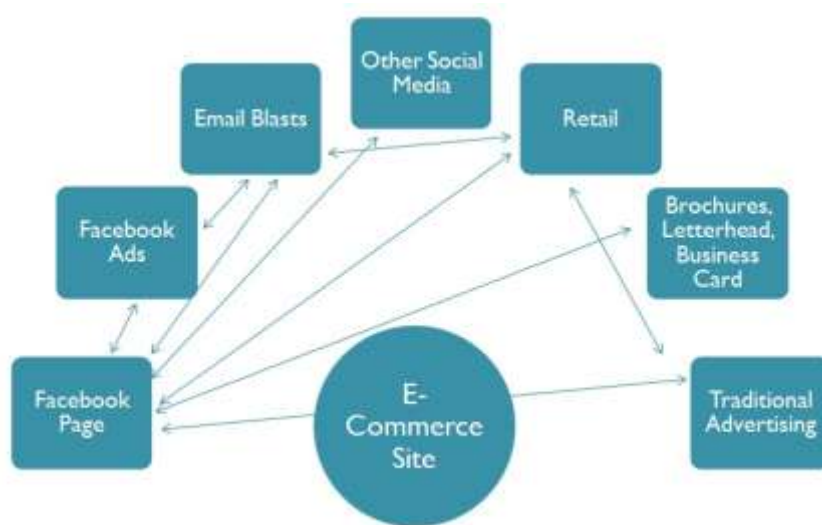 Other Social
Media
Email Blasts
Retail
Facebook
Ads
Brochures,
Letterhead,
Business
Card
Facebook
Page
E-
Commerce
Site
Traditional
Advertising